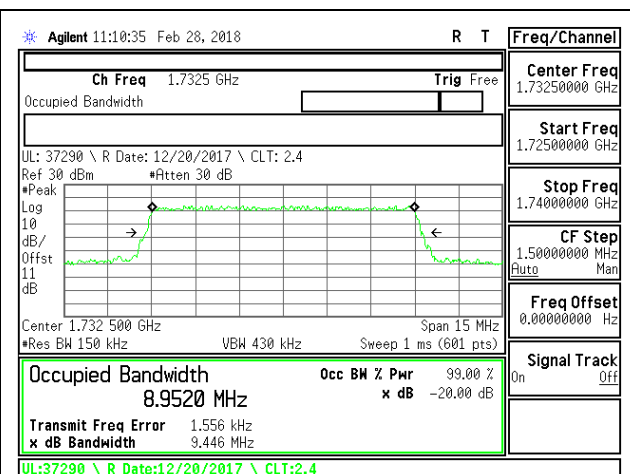 Agilent 11:10:35 Feb 28, 2018 R T
Freq/Channel
Ch Freq 1.7325 GHz Trig Free
Occupied Bandwidth
Center Freq
1.73250000 GHz
Start Freq
1.72500000 GHz
Stop Freq
1.74000000 GHz
CF Step
1.50000000 MHz
Auto Man
Freq Offset
0.00000000 Hz
Signal Track
On Off
UL: 37290 \ R Date: 12/20/2017 \ CLT: 2.4
Ref 30 dBm #Atten 30 dB
#Peak
Log
10
dB/
Offst
11
dB
Center 1.732 500 GHz Span 15 MHz
#Res BW 150 kHz VBW 430 kHz Sweep 1 ms (601 pts)
Occupied Bandwidth Occ BW % Pwr 99.00 %
8.9520 MHz x dB -20.00 dB
Transmit Freq Error 1.556 kHz
x dB Bandwidth 9.446 MHz
UL:37290 \ R Date:12/20/2017 \ CLT:2.4